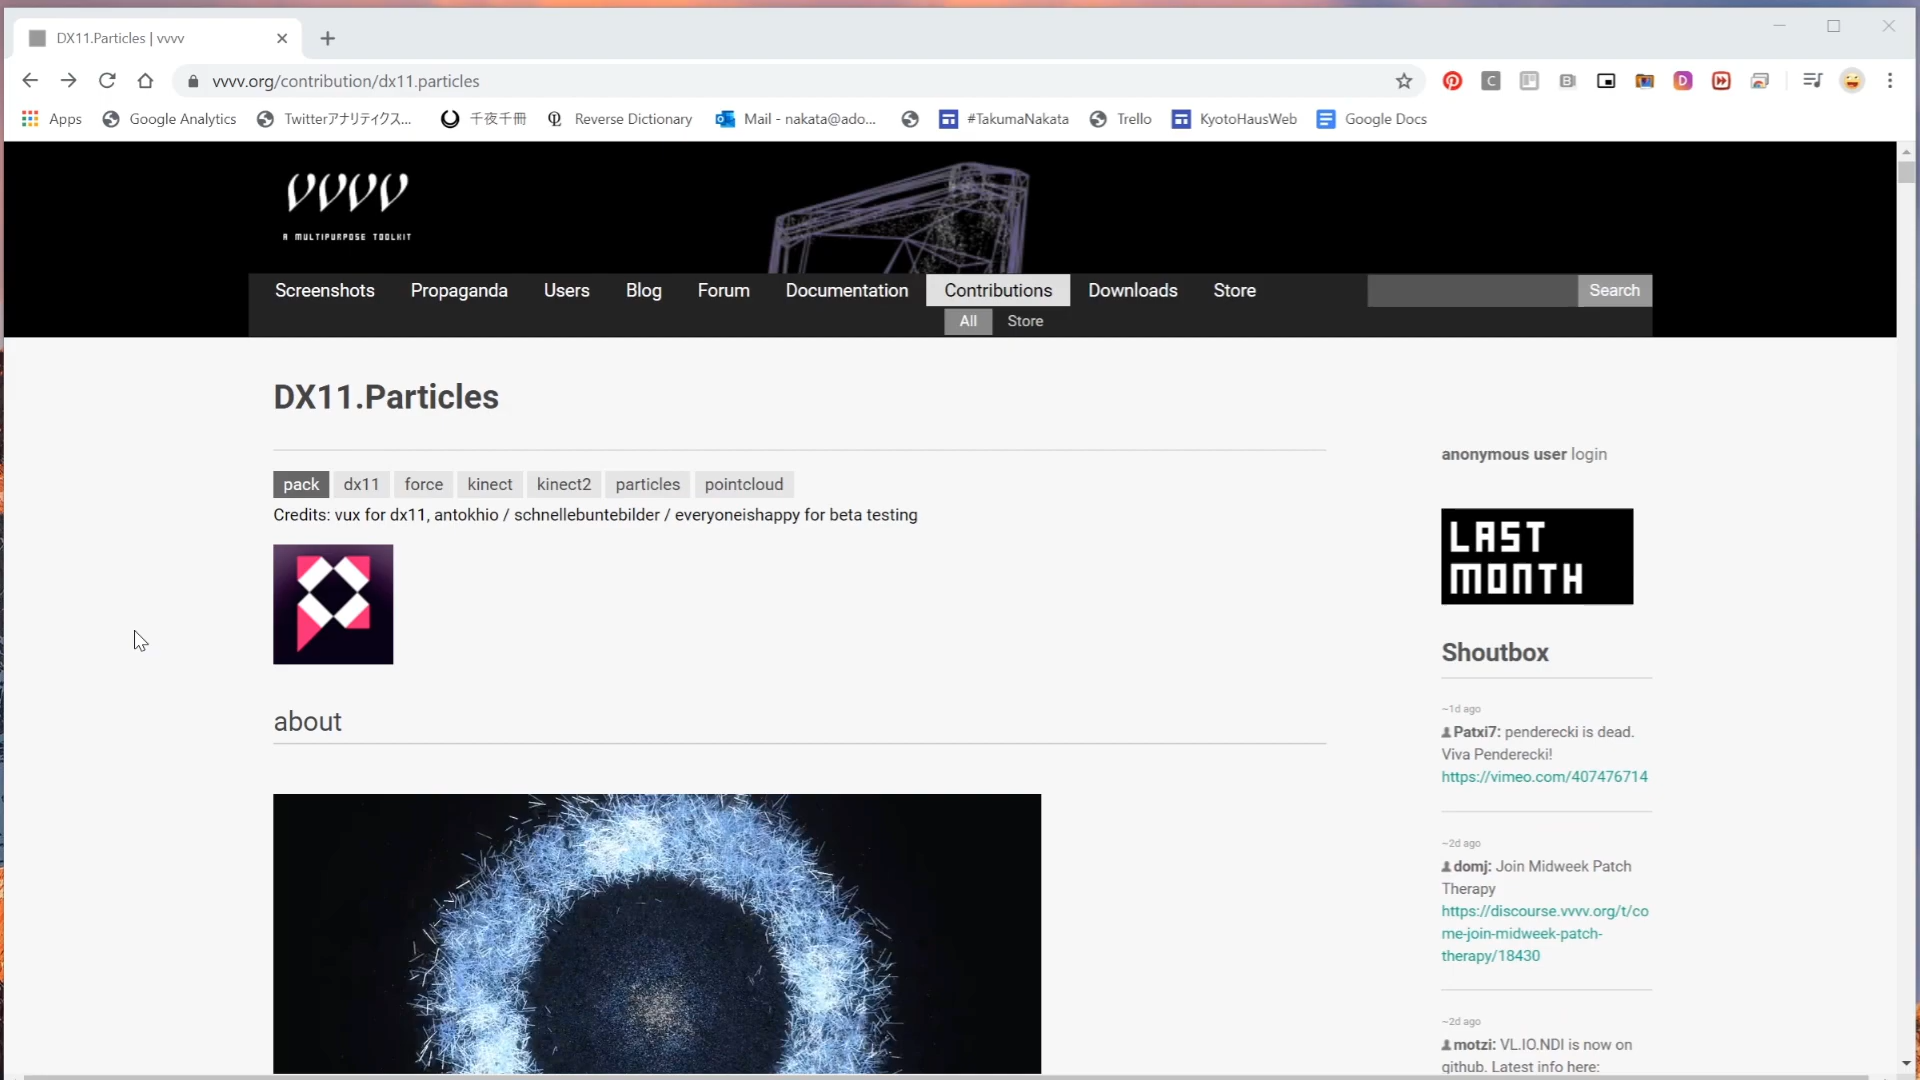 DX11.Particles | vvvv
vvvv.org/contribution/dx11.particles
Apps
Google Analytics
Twitterアナリティクス...
千夜千冊
Reverse Dictionary
Mail - nakata@ado...
#TakumaNakata
Trello
KyotoHausWeb
Google Docs
vvvv
A MULTIPURPOSE TOOLKIT
Screenshots
Propaganda
Users
Blog
Forum
Documentation
Contributions
Downloads
Store
Search
All
Store
DX11.Particles
anonymous user login
pack
dx11
force
kinect
kinect2
particles
pointcloud
Credits: vux for dx11, antokhio / schnellebuntebilder / everyoneishappy for beta testing
LAST
MONTH
about
Shoutbox
~1d ago
Patxi7: penderecki is dead.
Viva Penderecki!
https://vimeo.com/407476714
~2d ago
domj: Join Midweek Patch
Therapy
https://discourse.vvvv.org/t/co
me-join-midweek-patch-
therapy/18430
~2d ago
motzi: VL.IO.NDI is now on
github. Latest info here: